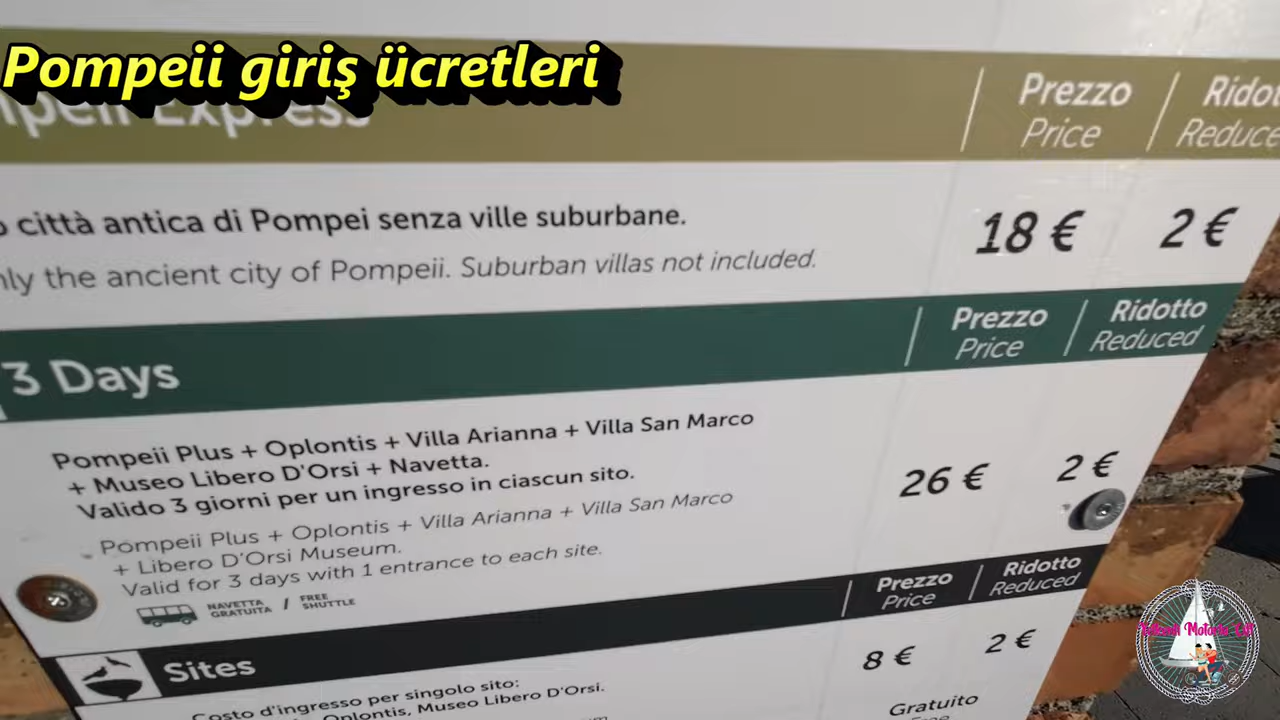 Pompeii giriş ücretleri
Express
Prezzo
Price
Reduce
città antica di Pompei senza ville suburbane.
the ancient city of Pompeii. Suburban villas not included.
18 €
2 €
3 Days
Prezzo
Price
Ridotto
Reduced
Pompeii Plus + Oplontis + Villa Arianna + Villa San Marco
+ Museo Libero D'Orsi + Navetta.
Valido 3 giorni per un ingresso in ciascun sito.
Pompeii Plus + Oplontis + Villa Arianna + Villa San Marco
+ Libero D'Orsi Museum.
Valid for 3 days with 1 entrance to each site.
26 €
2 €
NAVETTA GRATUITA / FREE SHUTTLE
Sites
Prezzo
Price
Ridotto
Reduced
Costo d'ingresso per singolo sito:
Oplontis, Museo Libero D'Orsi.
8 €
2 €
Gratuito